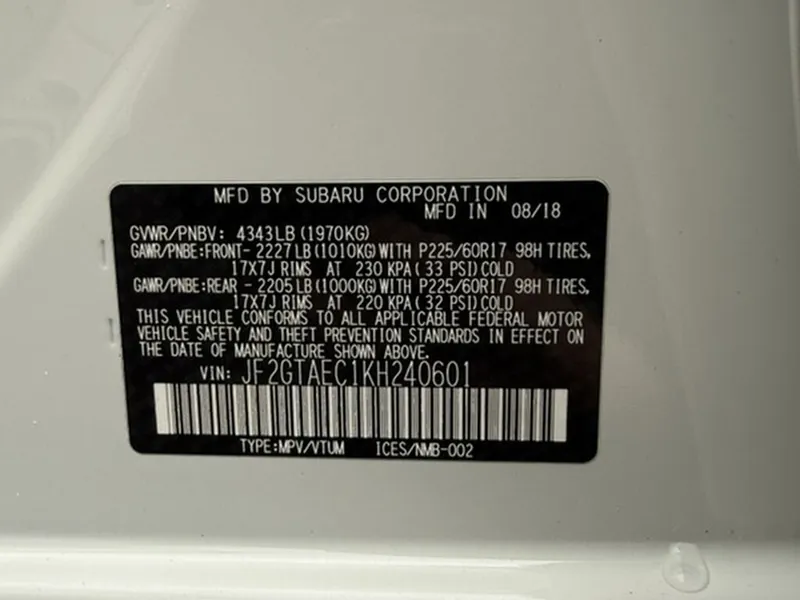 MFD BY SUBARU CORPORATION
MFD IN 08/18
GVWR/PNBV: 4343LB (1970KG)
GAWR/PNBE:FRONT- 2227LB (1010KG) WITH P225/60R17 98H TIRES,
17X7J RIMS AT 230 KPA (33 PSI) COLD
GAWR/PNBE:REAR - 2205LB (1000KG) WITH P225/60R17 98H TIRES,
17X7J RIMS AT 220 KPA (32 PSI) COLD
THIS VEHICLE CONFORMS TO ALL APPLICABLE FEDERAL MOTOR
VEHICLE SAFETY AND THEFT PREVENTION STANDARDS IN EFFECT
ON THE DATE OF MANUFACTURE SHOWN ABOVE.
VIN: JF2GTAEC1KH240601
TYPE:MPV/VTUM ICES/NMB-002